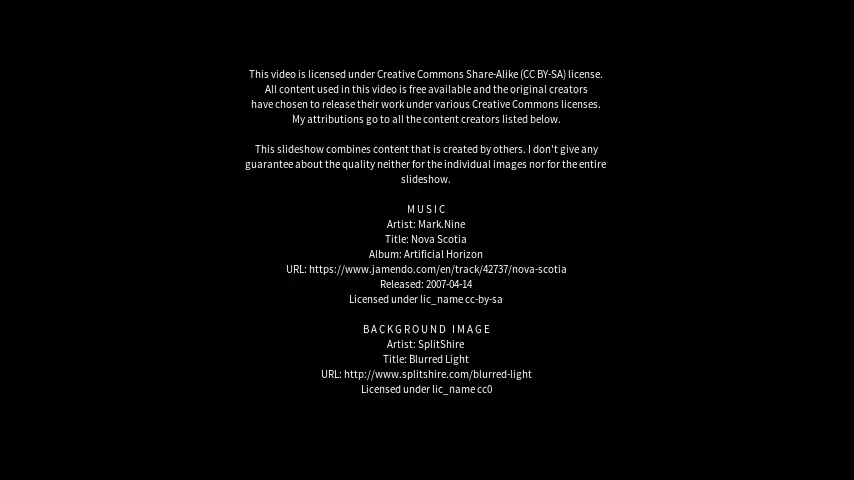 This video is licensed under Creative Commons Share-Alike (CC BY-SA) license.
All content used in this video is free available and the original creators
have chosen to release their work under various Creative Commons licenses.
My attributions go to all the content creators listed below.
This slideshow combines content that is created by others. I don't give any
guarantee about the quality neither for the individual images nor for the entire
slideshow.
MUSIC
Artist: Mark.Nine
Title: Nova Scotia
Album: Artificial Horizon
URL: https://www.jamendo.com/en/track/42737/nova-scotia
Released: 2007-04-14
Licensed under lic_name cc-by-sa
BACKGROUND IMAGE
Artist: SplitShire
Title: Blurred Light
URL: http://www.splitshire.com/blurred-light
Licensed under lic_name cc0